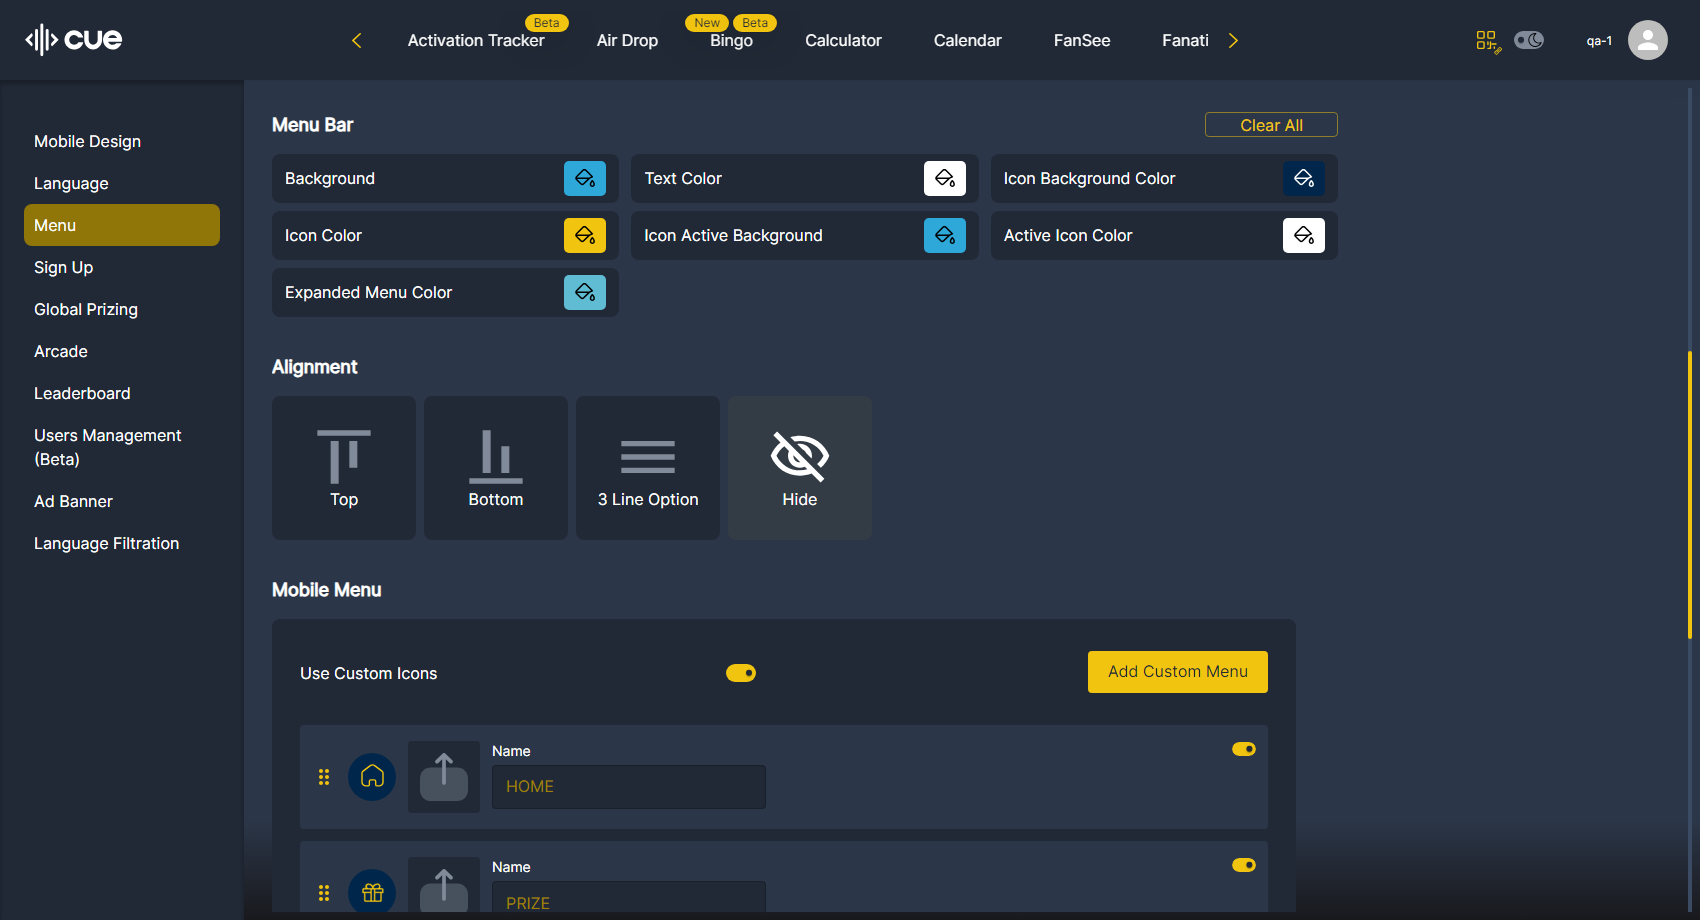 cue
Beta
New
Beta
Activation Tracker
Air Drop
Bingo
Calculator
Calendar
FanSee
Fanati
qa-1
Mobile Design
Language
Menu
Sign Up
Global Prizing
Arcade
Leaderboard
Users Management
(Beta)
Ad Banner
Language Filtration
Menu Bar
Clear All
Background
Text Color
Icon Background Color
Icon Color
Icon Active Background
Active Icon Color
Expanded Menu Color
Alignment
Top
Bottom
3 Line Option
Hide
Mobile Menu
Use Custom Icons
Add Custom Menu
Name
HOME
Name
PRIZE